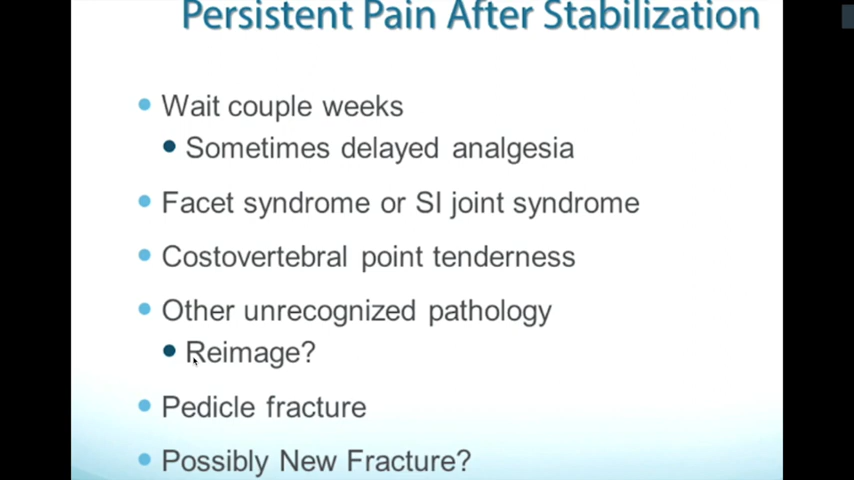 Persistent Pain After Stabilization
Wait couple weeks
Sometimes delayed analgesia
Facet syndrome or SI joint syndrome
Costovertebral point tenderness
Other unrecognized pathology
Reimage?
Pedicle fracture
Possibly New Fracture?